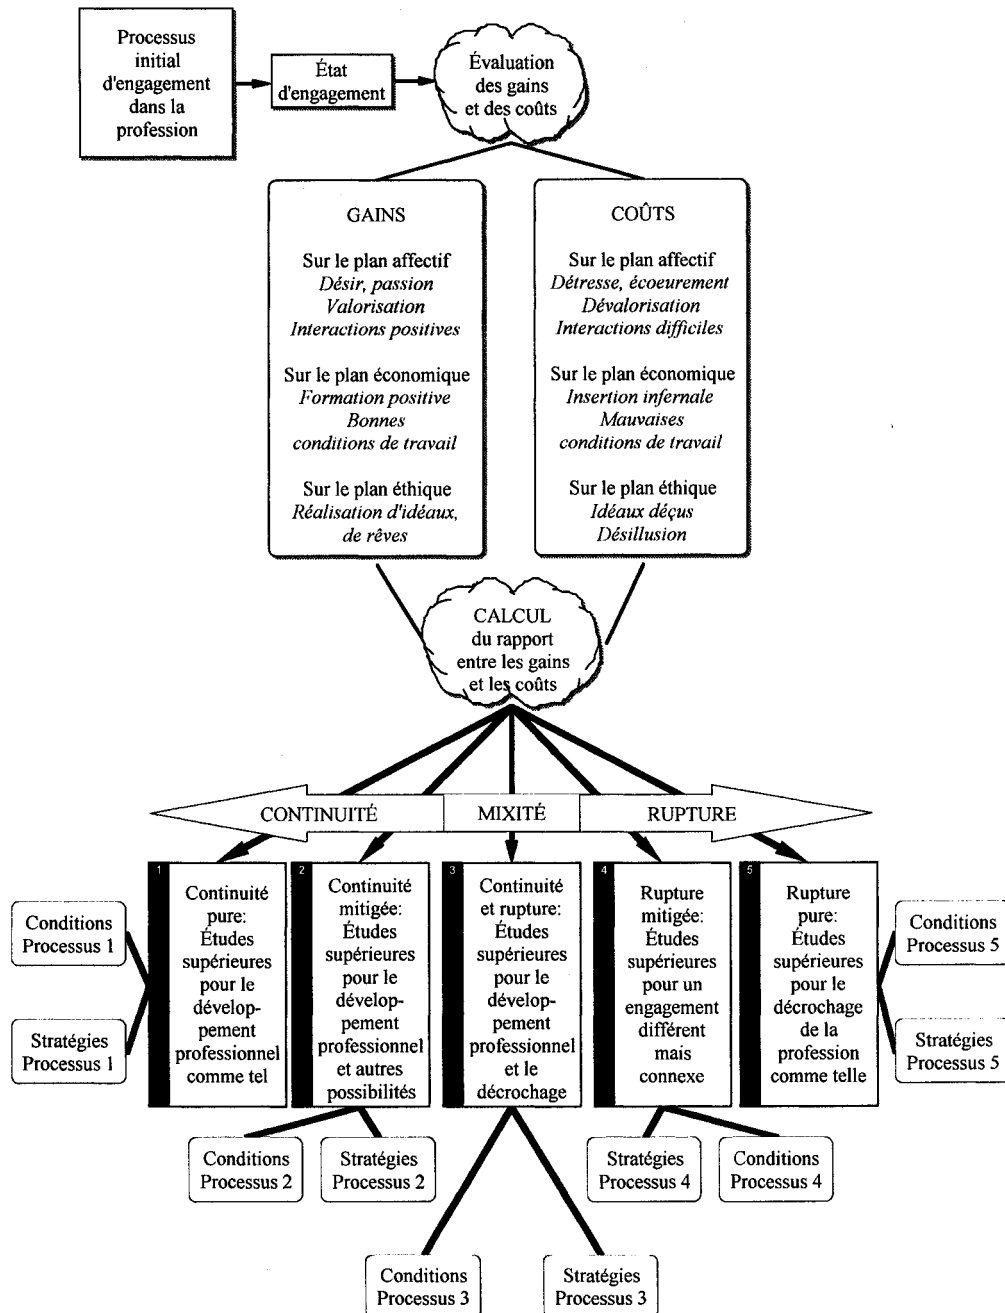 Processus
initial
d'engagement
dans la
profession
État
d'engagement
Évaluation
des gains
et des coûts
GAINS
Sur le plan affectif
Désir, passion
Valorisation
Interactions positives
Sur le plan économique
Formation positive
Bonnes
conditions de travail
Sur le plan éthique
Réalisation d'idéaux,
de rêves
COÛTS
Sur le plan affectif
Détresse, écoeurement
Dévalorisation
Interactions difficiles
Sur le plan économique
Insertion infernale
Mauvaises
conditions de travail
Sur le plan éthique
Idéaux déçus
Désillusion
CALCUL
du rapport
entre les gains
et les coûts
CONTINUITÉ
MIXITÉ
RUPTURE
1
Continuité
pure:
Études
supérieures
pour le
dévelop-
pement
professionnel
comme tel
2
Continuité
mitigée:
Études
supérieures
pour le
dévelop-
pement
professionnel
et autres
possibilités
3
Continuité
et rupture:
Études
supérieures
pour le
dévelop-
pement
professionnel
et le
décrochage
4
Rupture
mitigée:
Études
supérieures
pour un
engagement
différent
mais
connexe
5
Rupture
pure:
Études
supérieures
pour le
décrochage
de la
profession
comme telle
Conditions
Processus 1
Stratégies
Processus 1
Conditions
Processus 5
Stratégies
Processus 5
Conditions
Processus 2
Stratégies
Processus 2
Stratégies
Processus 4
Conditions
Processus 4
Conditions
Processus 3
Stratégies
Processus 3